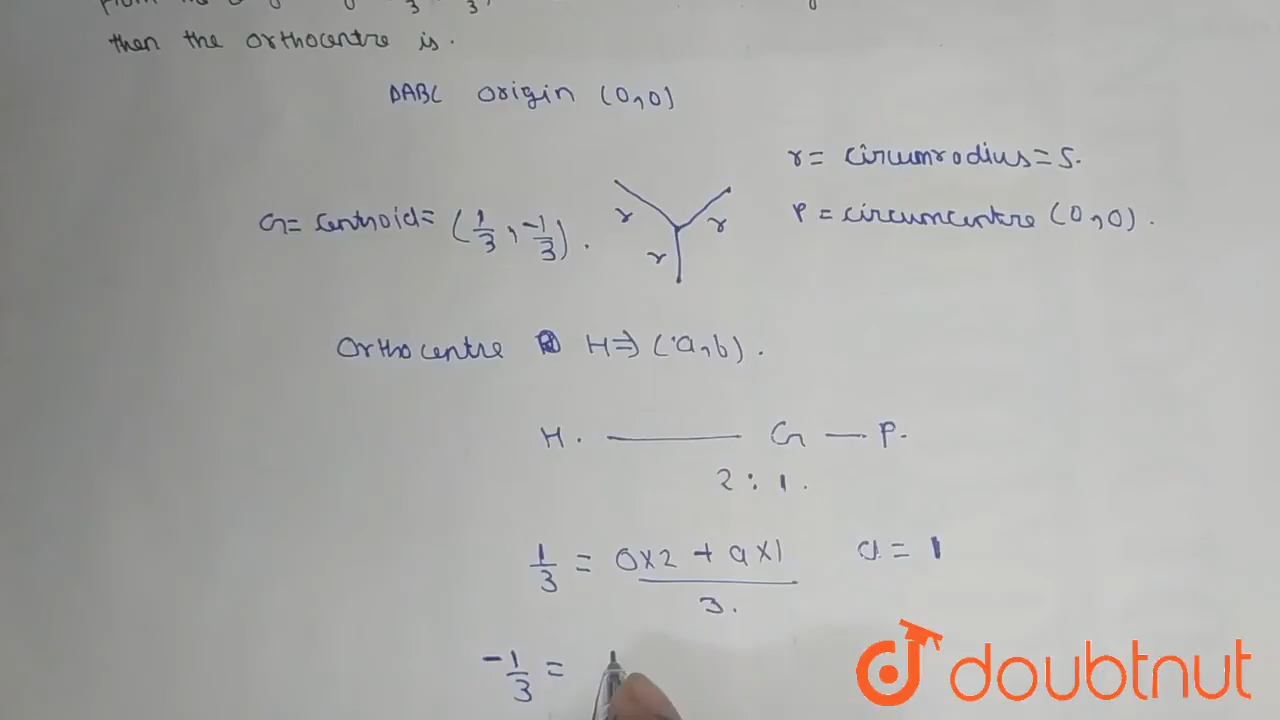 then the orthocentre is.
ΔABC origin (0,0)
r = circumradius = 5.
G = centroid = (1/3, -1/3).
r r r
P = circumcentre (0,0).
Orthocentre H ⇒ (a,b).
H. G P.
2 : 1.
1/3 = 0×2 + a×1 / 3. a = 1
-1/3 =
doubtnut